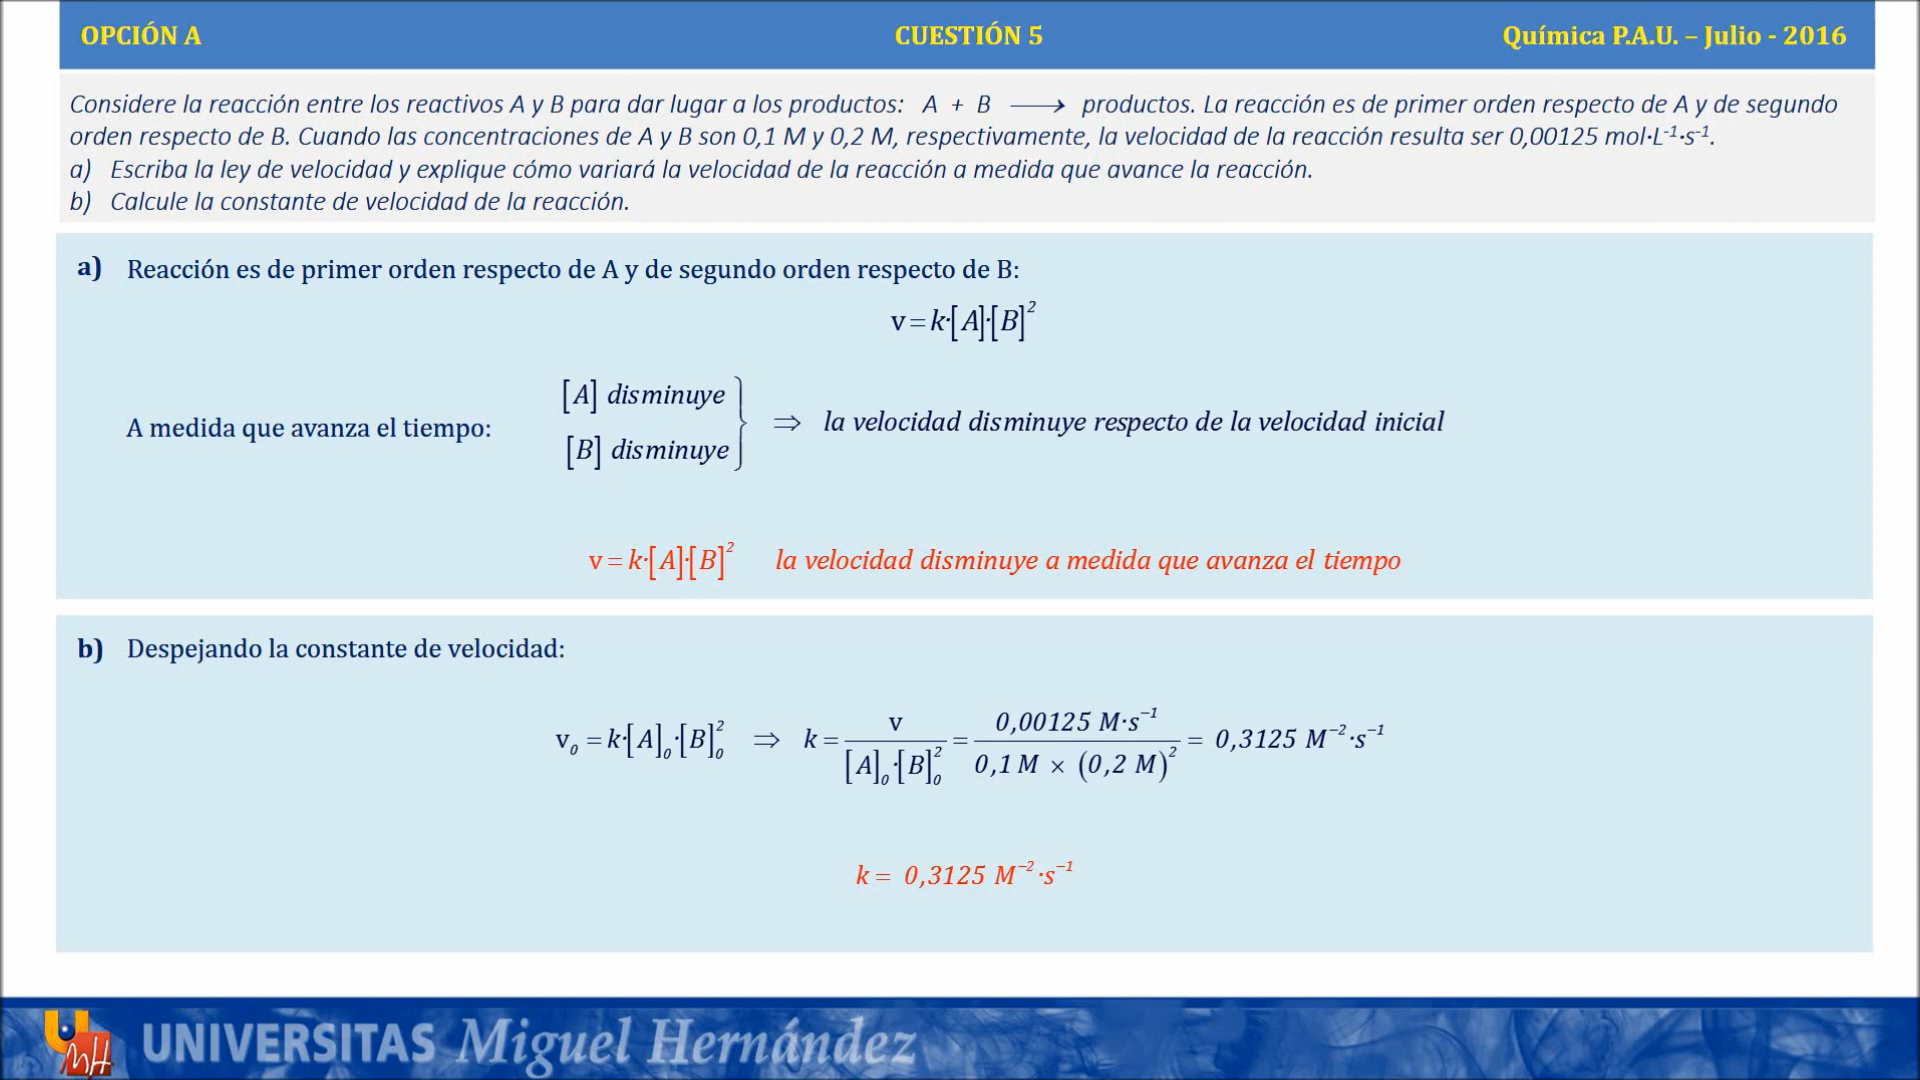 OPCIÓN A CUESTIÓN 5 Química P.A.U. – Julio - 2016
Considere la reacción entre los reactivos A y B para dar lugar a los productos: A + B ⟶ productos. La reacción es de primer orden respecto de A y de segundo
orden respecto de B. Cuando las concentraciones de A y B son 0,1 M y 0,2 M, respectivamente, la velocidad de la reacción resulta ser 0,00125 mol·L⁻¹·s⁻¹.
a) Escriba la ley de velocidad y explique cómo variará la velocidad de la reacción a medida que avance la reacción.
b) Calcule la constante de velocidad de la reacción.
a) Reacción es de primer orden respecto de A y de segundo orden respecto de B:
v = k·[A]·[B]²
A medida que avanza el tiempo: [A] disminuye
[B] disminuye} ⇒ la velocidad disminuye respecto de la velocidad inicial
v = k·[A]·[B]² la velocidad disminuye a medida que avanza el tiempo
b) Despejando la constante de velocidad:
v₀ = k·[A]₀·[B]₀² ⇒ k = v / [A]₀·[B]₀² = 0,00125 M·s⁻¹ / 0,1 M × (0,2 M)² = 0,3125 M⁻²·s⁻¹
k = 0,3125 M⁻²·s⁻¹
UMH UNIVERSITAS Miguel Hernández